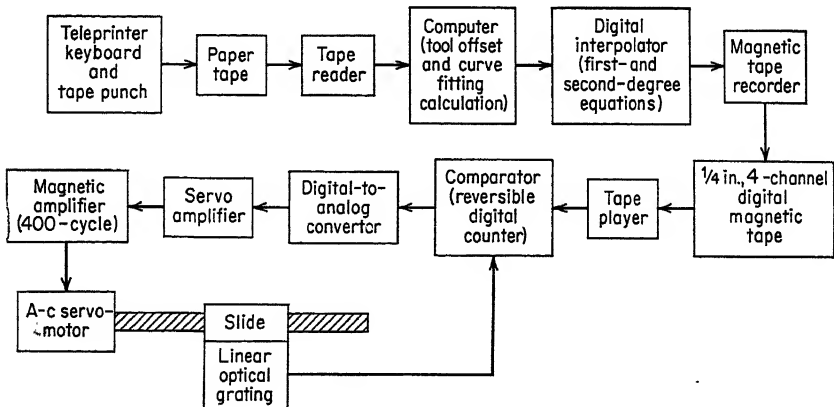 Teleprinter
keyboard
and
tape punch
Paper
tape
Tape
reader
Computer
(tool offset
and curve
fitting
calculation)
Digital
interpolator
(first-and
second-degree
equations)
Magnetic
tape
recorder
Magnetic
amplifier
(400-cycle)
Servo
amplifier
Digital-to-
analog
convertor
Comparator
(reversible
digital
counter)
Tape
player
1/4 in., 4-channel
digital
magnetic
tape
A-c servo-
motor
Slide
Linear
optical
grating